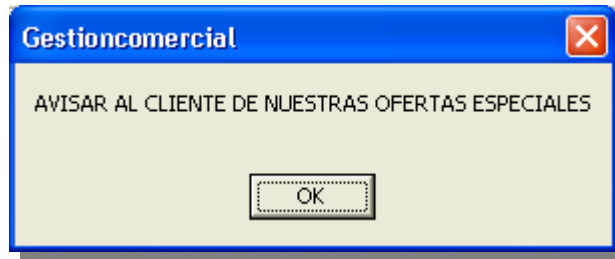 Gestioncomercial
AVISAR AL CLIENTE DE NUESTRAS OFERTAS ESPECIALES
OK